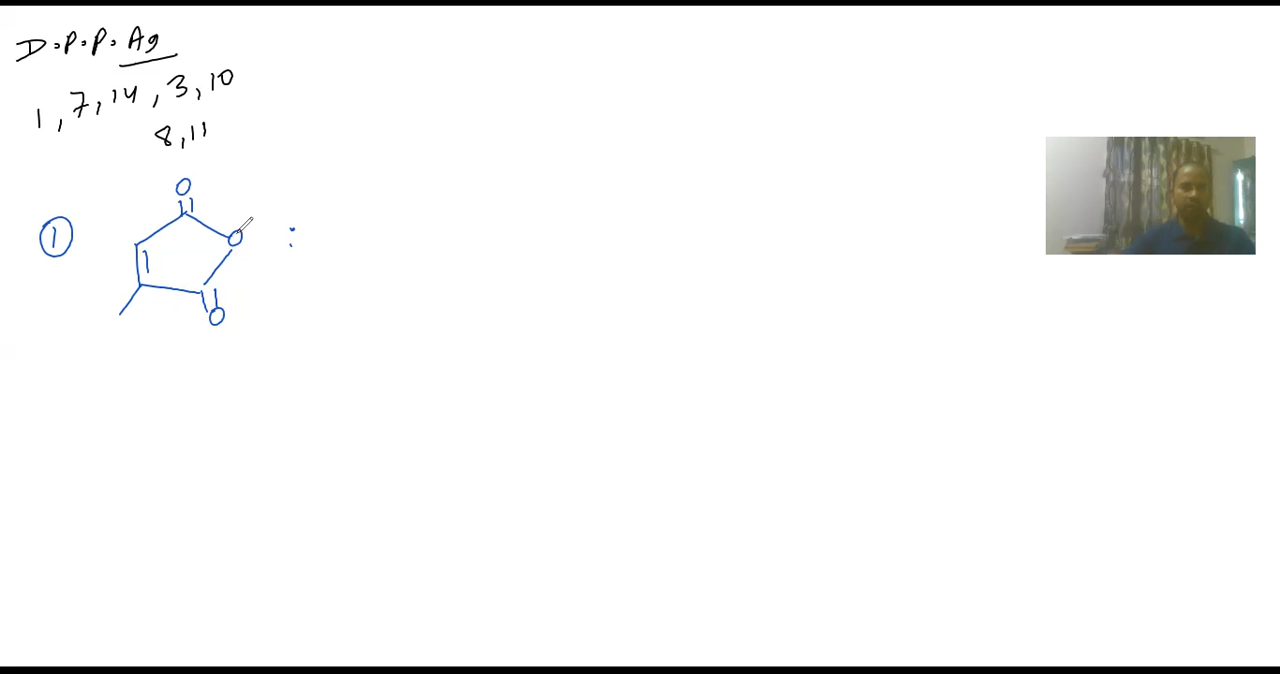 D.P.P. Ag
1, 7, 14, 3, 10
8, 11
1
O
O :
O